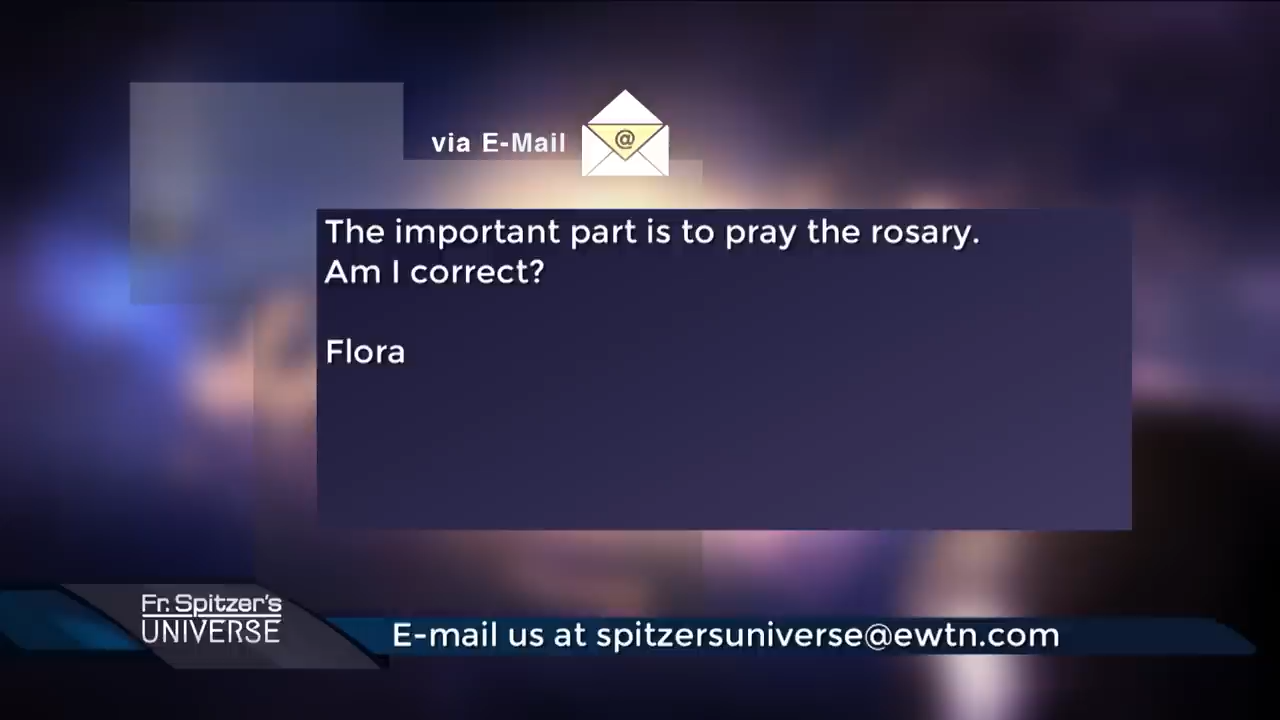 via E-Mail
@
The important part is to pray the rosary.
Am I correct?
Flora
Fr. Spitzer's
UNIVERSE
E-mail us at spitzersuniverse@ewtn.com